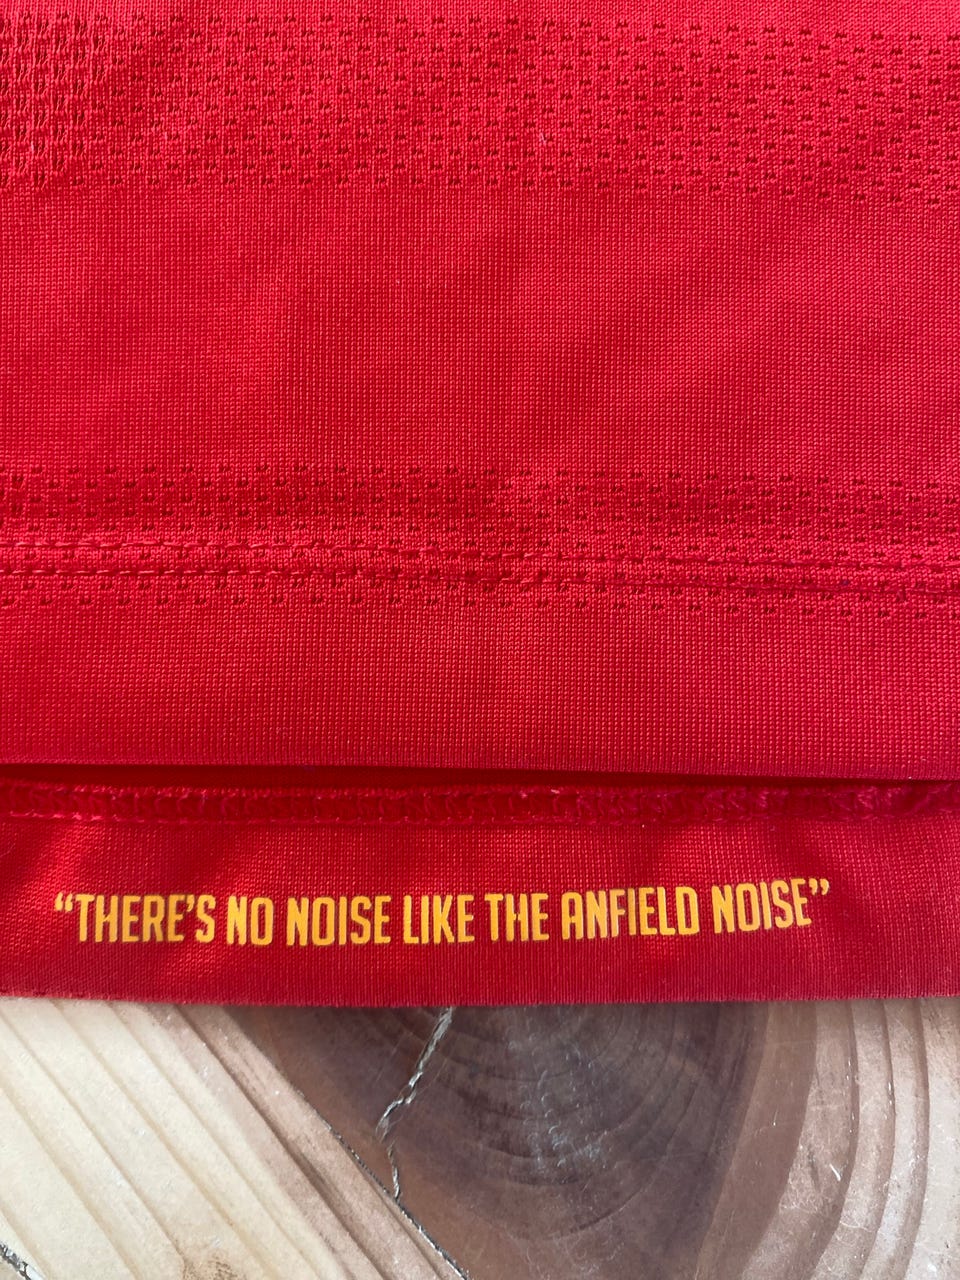 “THERE’S NO NOISE LIKE THE ANFIELD NOISE”